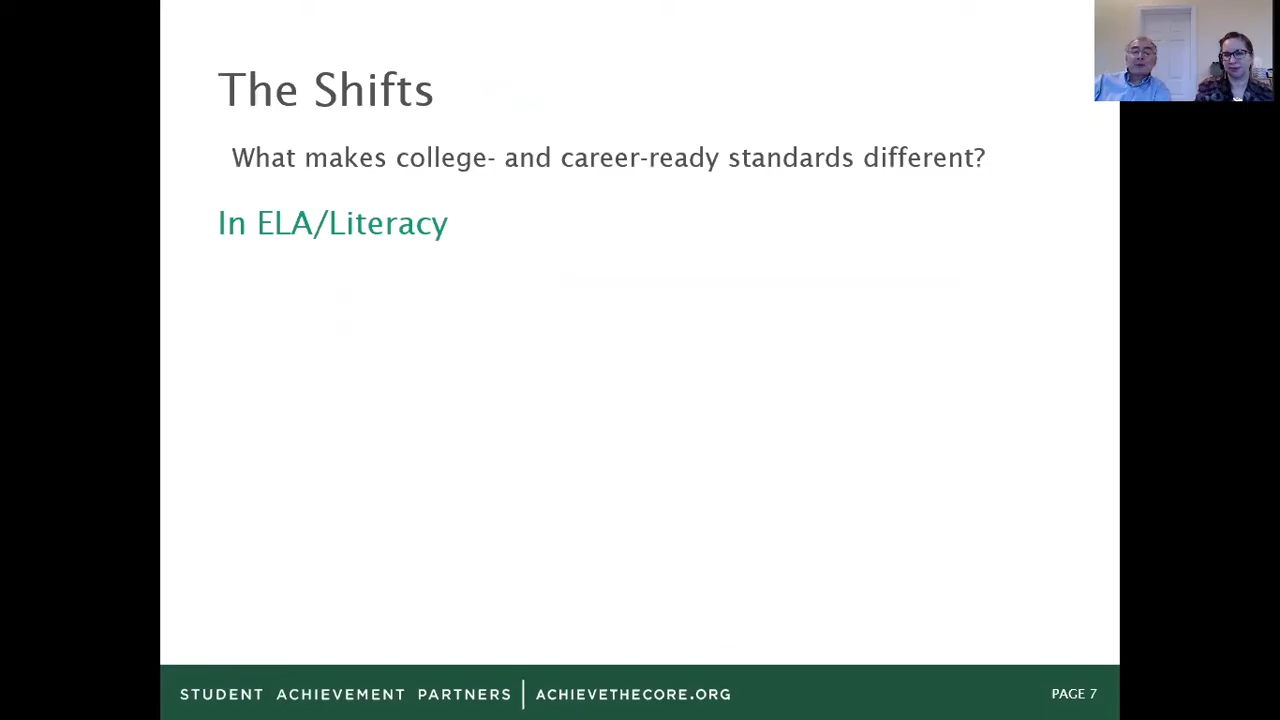 The Shifts
What makes college- and career-ready standards different?
In ELA/Literacy
STUDENT ACHIEVEMENT PARTNERS | ACHIEVETHECORE.ORG
PAGE 7